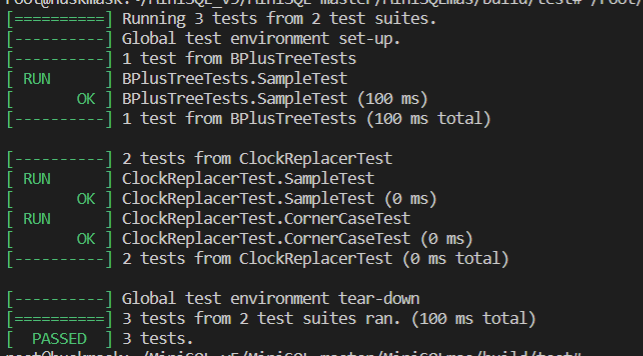 [==========] Running 3 tests from 2 test suites.
[----------] Global test environment set-up.
[----------] 1 test from BPlusTreeTests
[ RUN      ] BPlusTreeTests.SampleTest
[       OK ] BPlusTreeTests.SampleTest (100 ms)
[----------] 1 test from BPlusTreeTests (100 ms total)

[----------] 2 tests from ClockReplacerTest
[ RUN      ] ClockReplacerTest.SampleTest
[       OK ] ClockReplacerTest.SampleTest (0 ms)
[ RUN      ] ClockReplacerTest.CornerCaseTest
[       OK ] ClockReplacerTest.CornerCaseTest (0 ms)
[----------] 2 tests from ClockReplacerTest (0 ms total)

[----------] Global test environment tear-down
[==========] 3 tests from 2 test suites ran. (100 ms total)
[  PASSED  ] 3 tests.